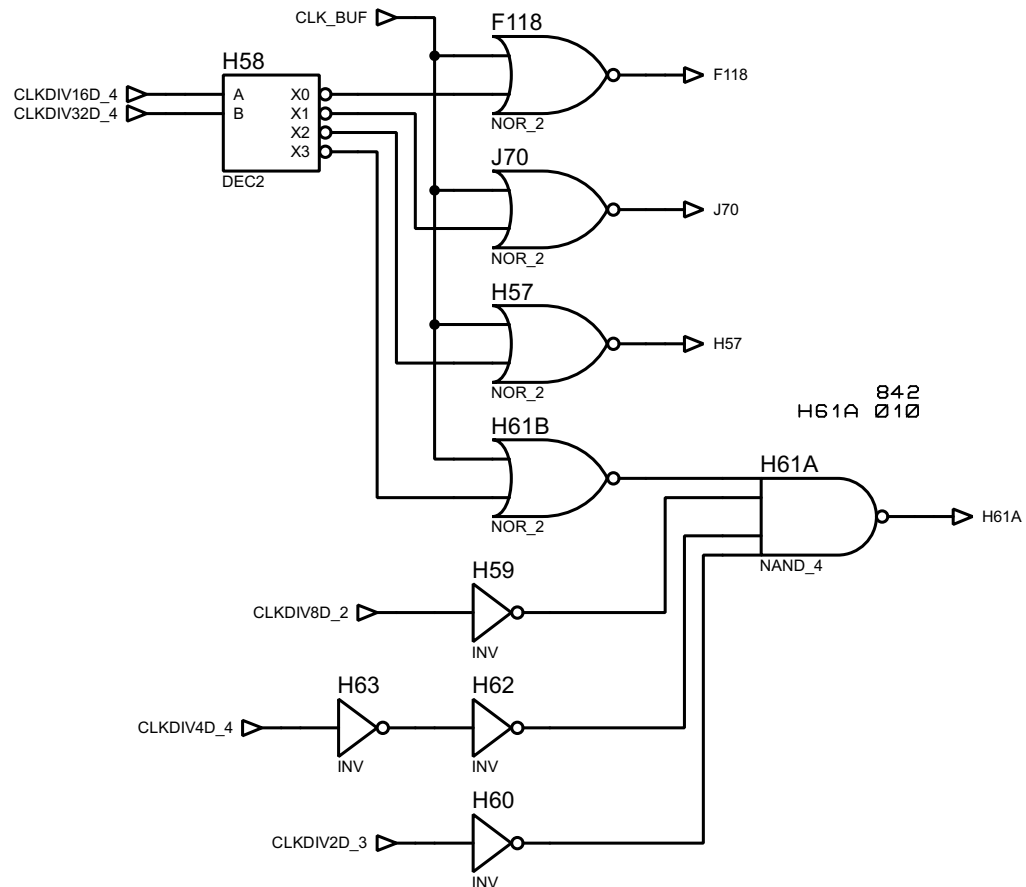 CLK_BUF
F118
H58
F118
CLKDIV16D_4
A
X0
CLKDIV32D_4
B
X1
X2
X3
NOR_2
J70
DEC2
J70
NOR_2
H57
H57
NOR_2
842
H61A 010
H61B
H61A
H61A
NOR_2
NAND_4
H59
CLKDIV8D_2
INV
H63
H62
CLKDIV4D_4
INV
INV
H60
CLKDIV2D_3
INV